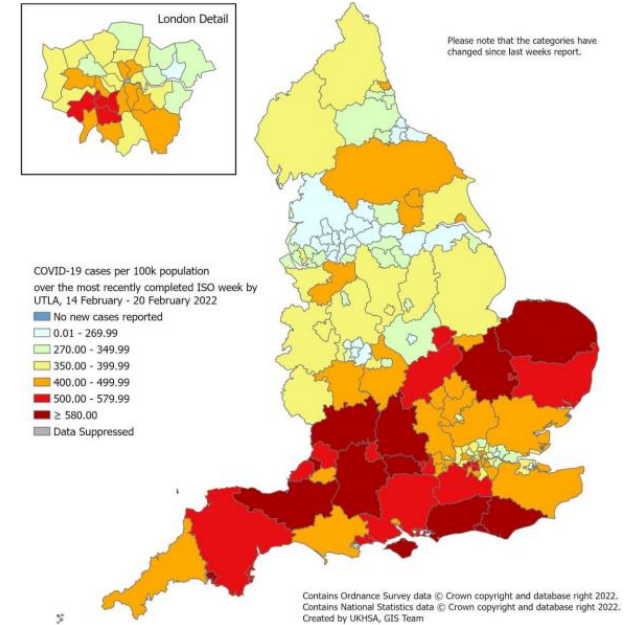 London Detail
Please note that the categories have
changed since last weeks report.
COVID-19 cases per 100k population
over the most recently completed ISO week by
UTLA, 14 February - 20 February 2022
No new cases reported
0.01 - 269.99
270.00 - 349.99
350.00 - 399.99
400.00 - 499.99
500.00 - 579.99
≥ 580.00
Data Suppressed
Contains Ordnance Survey data © Crown copyright and database right 2022.
Contains National Statistics data © Crown copyright and database right 2022.
Created by UKHSA, GIS Team